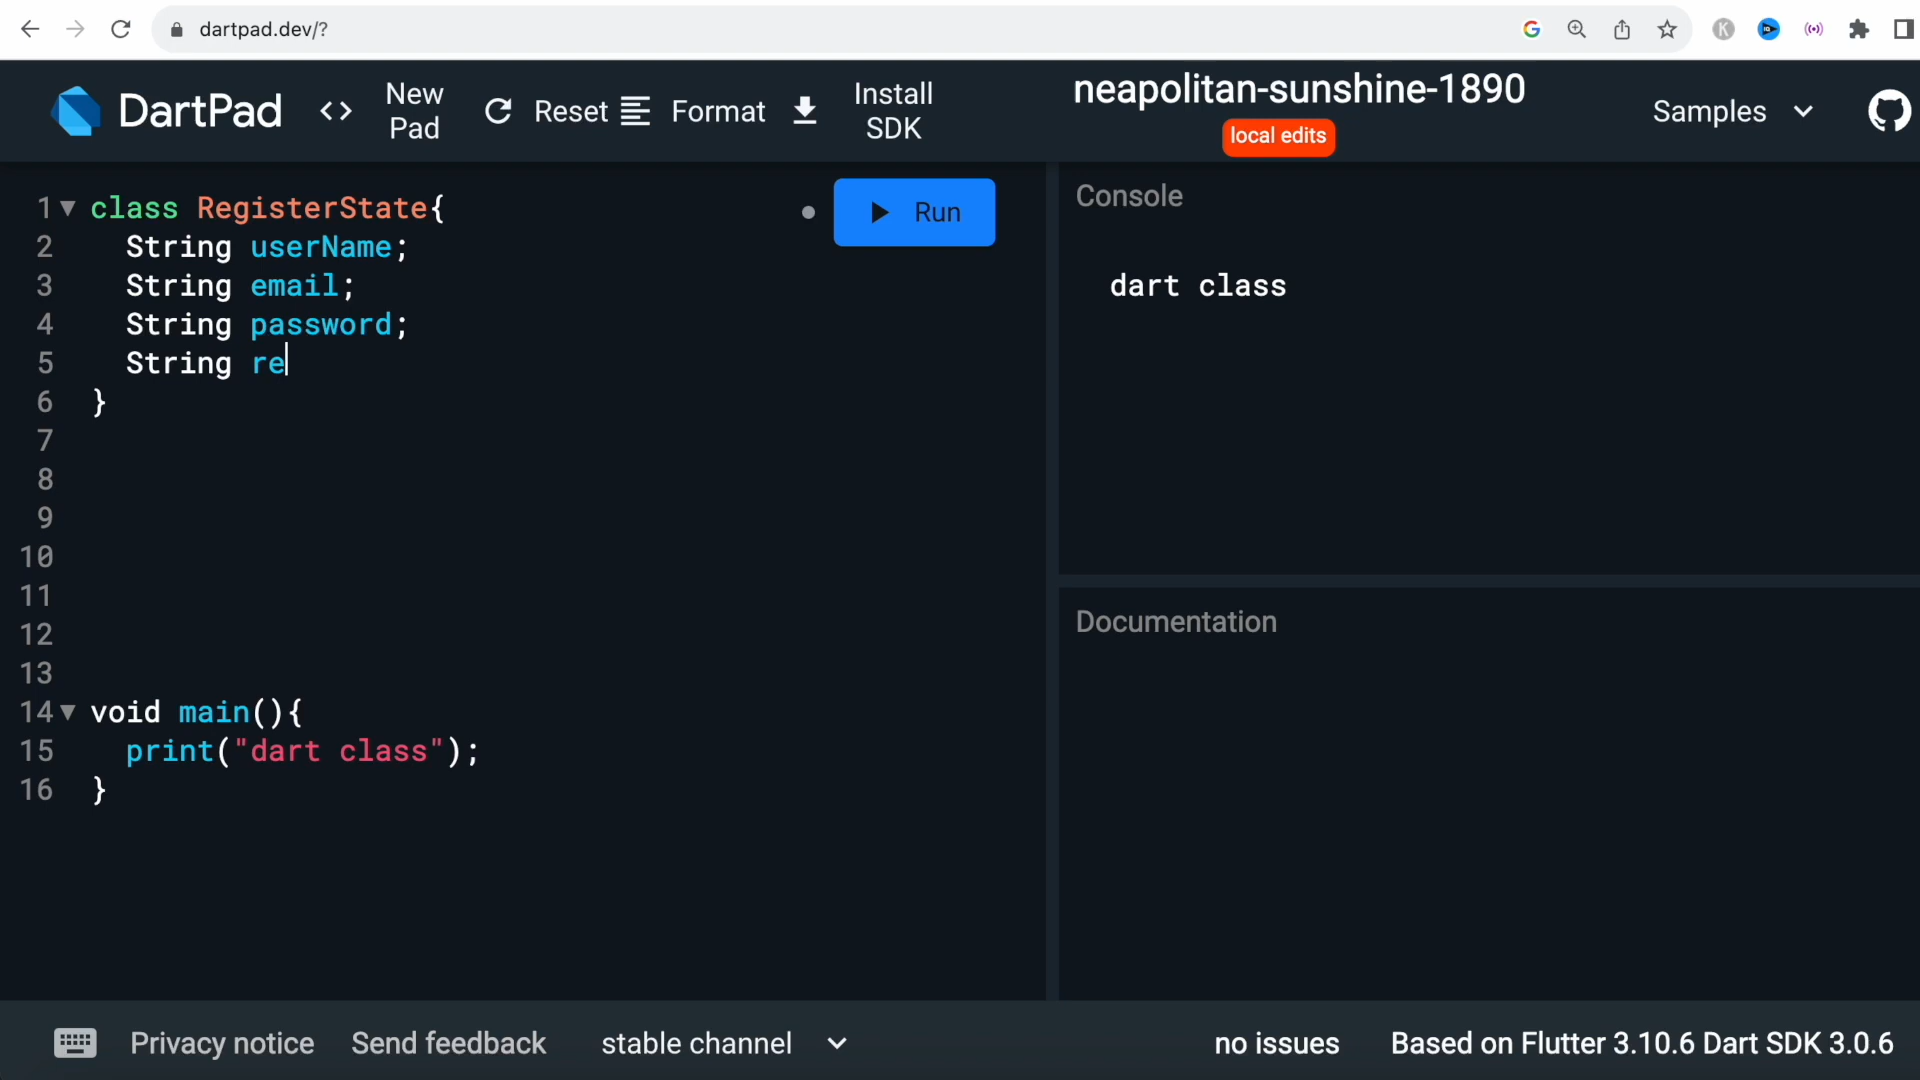 dartpad.dev/?
DartPad
New
Pad
Reset
Format
Install
SDK
neapolitan-sunshine-1890
local edits
Samples
1 class RegisterState{
2 String userName;
3 String email;
4 String password;
5 String re
6 }
7
8
9
10
11
12
13
14 void main(){
15 print("dart class");
16 }
Run
Console
dart class
Documentation
Privacy notice
Send feedback
stable channel
no issues
Based on Flutter 3.10.6 Dart SDK 3.0.6